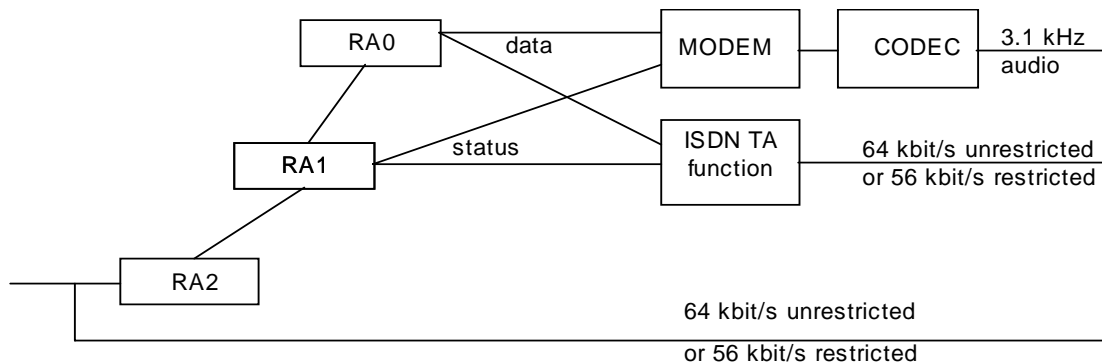 RA0
data
MODEM
CODEC
3.1 kHz
audio
RA1
status
ISDN TA
function
64 kbit/s unrestricted
or 56 kbit/s restricted
RA2
64 kbit/s unrestricted
or 56 kbit/s restricted